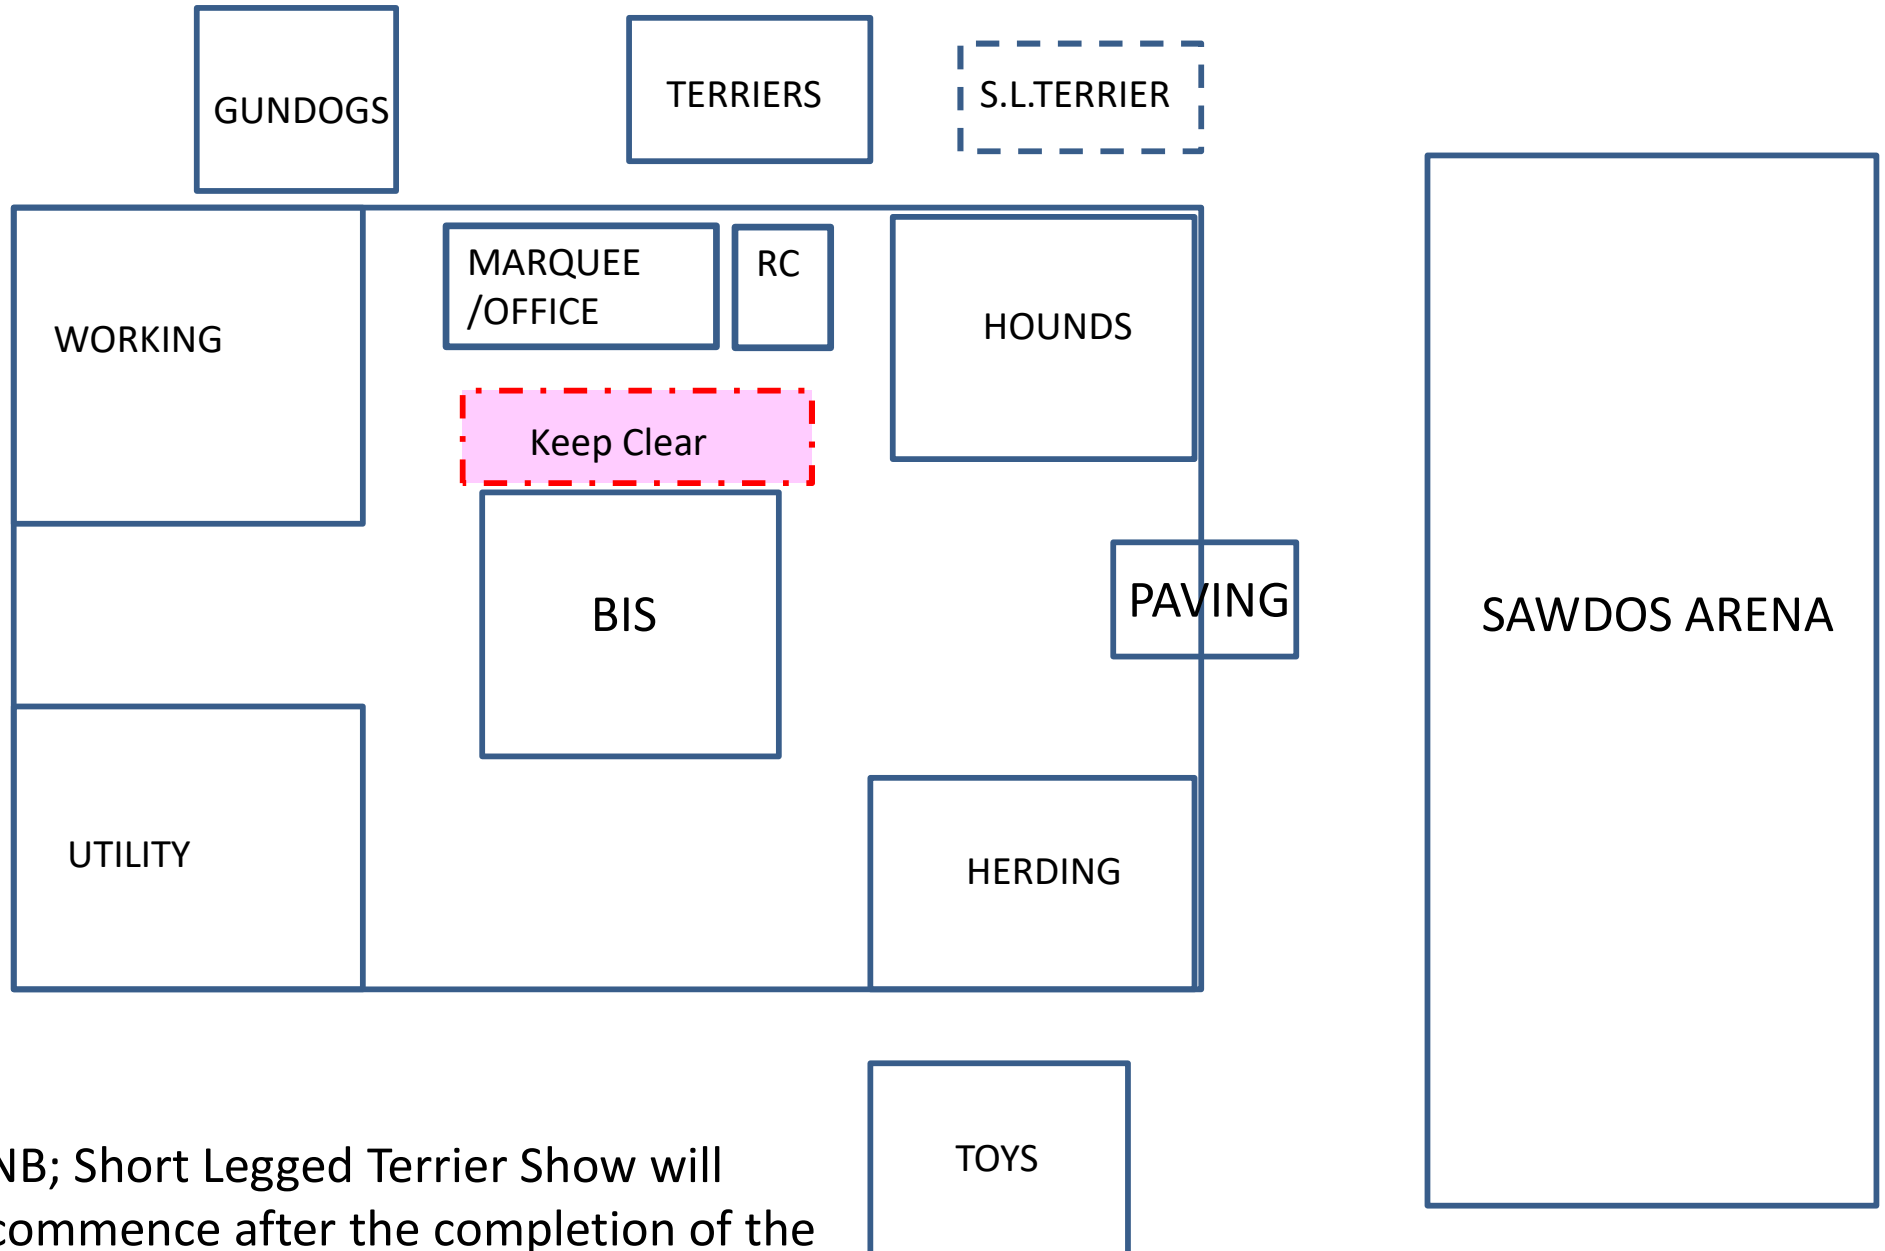 GUNDOGS
TERRIERS
S.L.TERRIER
WORKING
MARQUEE
/OFFICE
RC
HOUNDS
Keep Clear
BIS
PAVING
SAWDOS ARENA
UTILITY
HERDING
TOYS
NB; Short Legged Terrier Show will
commence after the completion of the